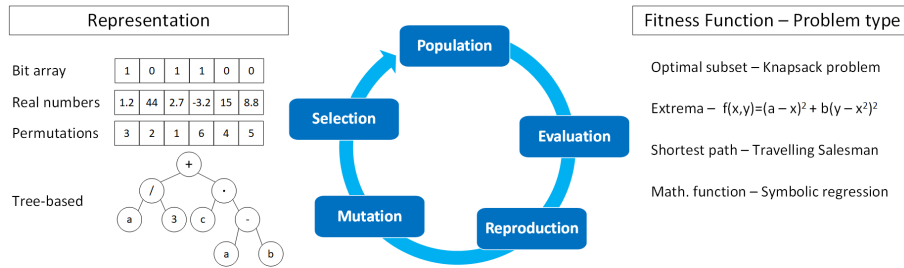 Representation
Bit array 1 0 1 1 0 0
Real numbers 1.2 44 2.7 -3.2 15 8.8
Permutations 3 2 1 6 4 5
Tree-based
+
/ ·
a 3 c -
a b
Population
Evaluation
Reproduction
Mutation
Selection
Fitness Function – Problem type
Optimal subset – Knapsack problem
Extrema – f(x,y)=(a – x)² + b(y – x²)²
Shortest path – Travelling Salesman
Math. function – Symbolic regression